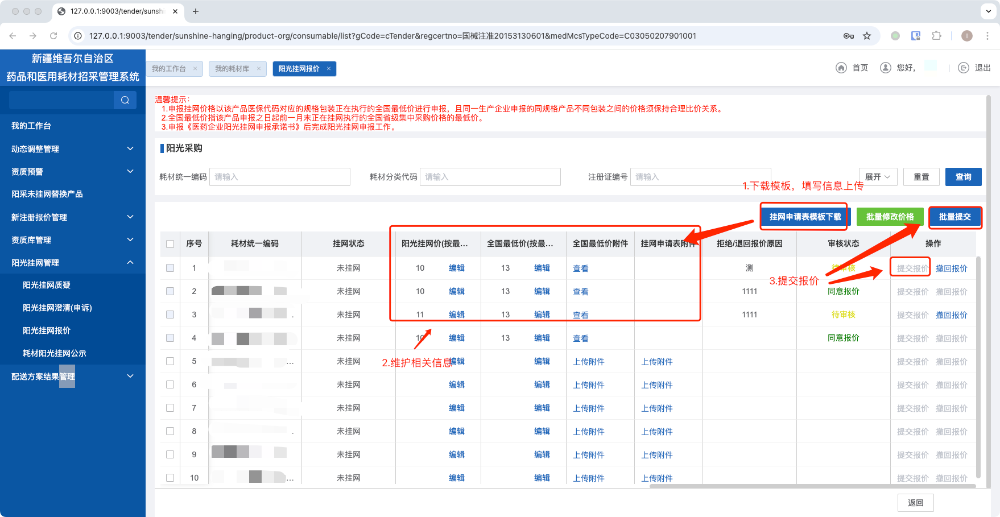 127.0.0.1:9003/tender/sunshi
127.0.0.1:9003/tender/sunshine-hanging/product-org/consumable/list?gCode=cTender&regcertno=国械注准20153130601&medMcsTypeCode=C03050207901001
I
新疆维吾尔自治区
药品和医用耗材招采管理系统
我的工作台 × 我的耗材库 × 阳光挂网报价 ×
首页 您好, 退出
我的工作台
动态调整管理
资质预警
阳采未挂网替换产品
新注册报价管理
资质库管理
阳光挂网管理
阳光挂网质疑
阳光挂网澄清(申诉)
阳光挂网报价
耗材阳光挂网公示
配送方案结果管理
温馨提示:
1.申报挂网价格以该产品医保代码对应的规格包装正在执行的全国最低价进行申报，且同一生产企业申报的同规格产品不同包装之间的价格须保持合理比价关系。
2.全国最低价指该产品申报之日起前一月末正在挂网执行的全国省级集中采购价格的最低价。
3.申报《医药企业阳光挂网申报承诺书》后完成阳光挂网申报工作。
阳光采购
耗材统一编码 请输入 耗材分类代码 请输入 注册证编号 请输入 展开 重置 查询
1.下载模板，填写信息上传
挂网申请表模板下载 批量修改价格 批量提交
序号 耗材统一编码 挂网状态 阳光挂网价(按最... 全国最低价(按最... 全国最低价附件 挂网申请表附件 拒绝/退回报价原因 审核状态 操作
1 未挂网 10 编辑 13 编辑 查看 测 待审核 提交报价 撤回报价
3.提交报价
2 未挂网 10 编辑 13 编辑 查看 1111 同意报价 提交报价 撤回报价
3 . 未挂网 11 编辑 13 编辑 查看 1111 待审核 提交报价 撤回报价
4 未挂网 10 编辑 13 编辑 查看 同意报价 提交报价 撤回报价
2.维护相关信息
5 ... 未挂网 编辑 编辑 上传附件 上传附件 提交报价 撤回报价
6 未挂网 编辑 编辑 上传附件 上传附件 提交报价 撤回报价
7 未挂网 编辑 编辑 上传附件 上传附件 提交报价 撤回报价
8 . 未挂网 编辑 编辑 上传附件 上传附件 提交报价 撤回报价
9 未挂网 编辑 编辑 上传附件 上传附件 提交报价 撤回报价
10 ... 未挂网 编辑 编辑 上传附件 上传附件 提交报价 撤回报价
返回